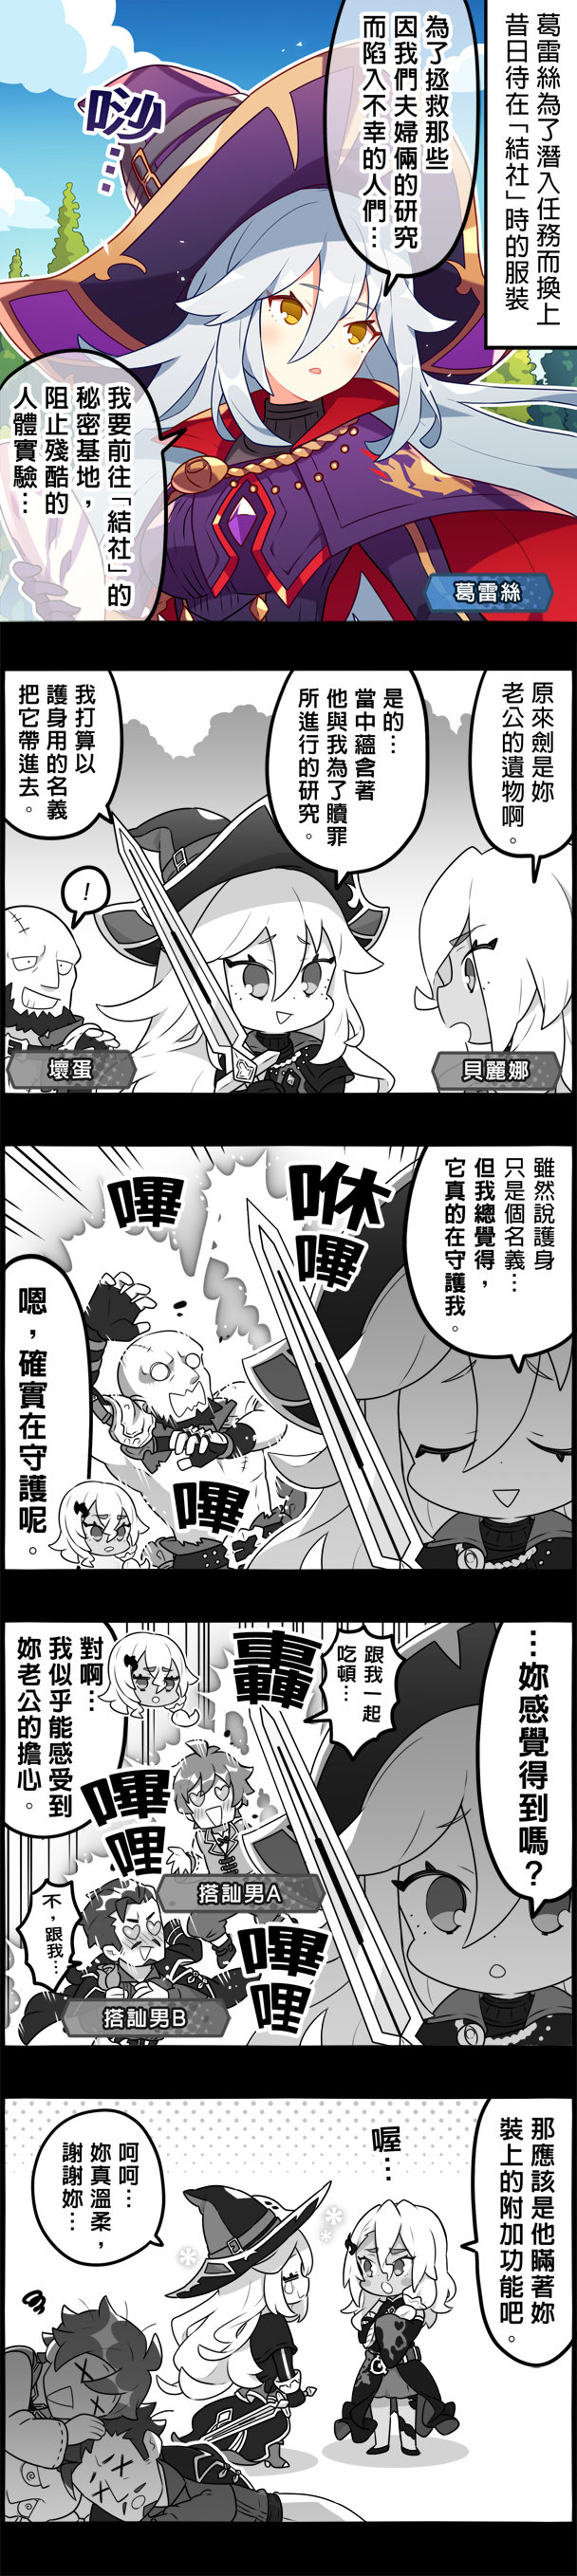 葛雷絲為了潛入任務而換上
昔日待在「結社」時的服裝
為了拯救那些
因我們夫婦倆的研究
而陷入不幸的人們…
吵…
我要前往「結社」的
秘密基地，
阻止殘酷的
人體實驗…
葛雷絲
原來劍是妳
老公的遺物啊。
是的…
當中蘊含著
他與我為了贖罪
所進行的研究。
我打算以
護身用的名義
把它帶進去。
！
壞蛋
貝麗娜
雖然說護身
只是個名義…
但我總覺得，
它真的在守護我。
咻
嗶
嗶
嗶
嗯，確實在守護呢。
…妳感覺得到嗎？
跟我一起
吃頓…
轟
對啊…
我似乎能感受到
妳老公的擔心。
嗶
哩
搭訕男A
不，跟我…
嗶
哩
搭訕男B
那應該是他瞞著妳
裝上的附加功能吧。
喔…
呵呵…
妳真溫柔，
謝謝妳…